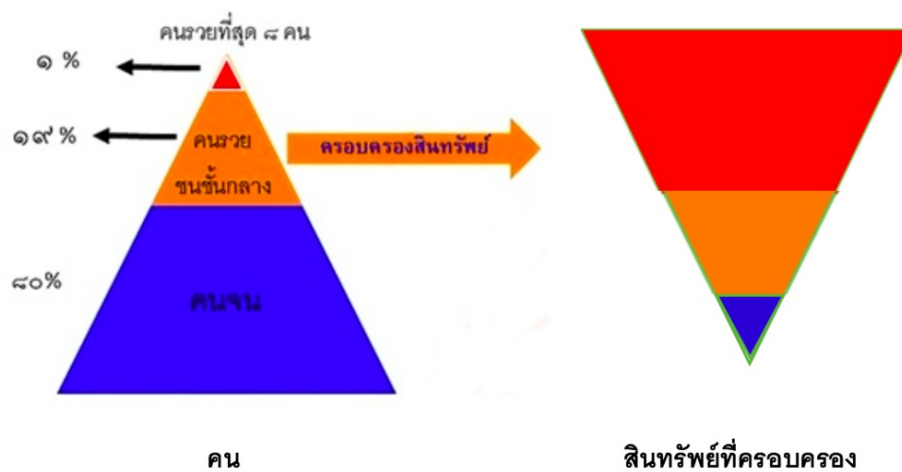 คนรวยที่สุด ๘ คน
๑ %
๑๙%
คนรวย
ชนชั้นกลาง
ครอบครองสินทรัพย์
๘๐%
คนจน
คน
สินทรัพย์ที่ครอบครอง